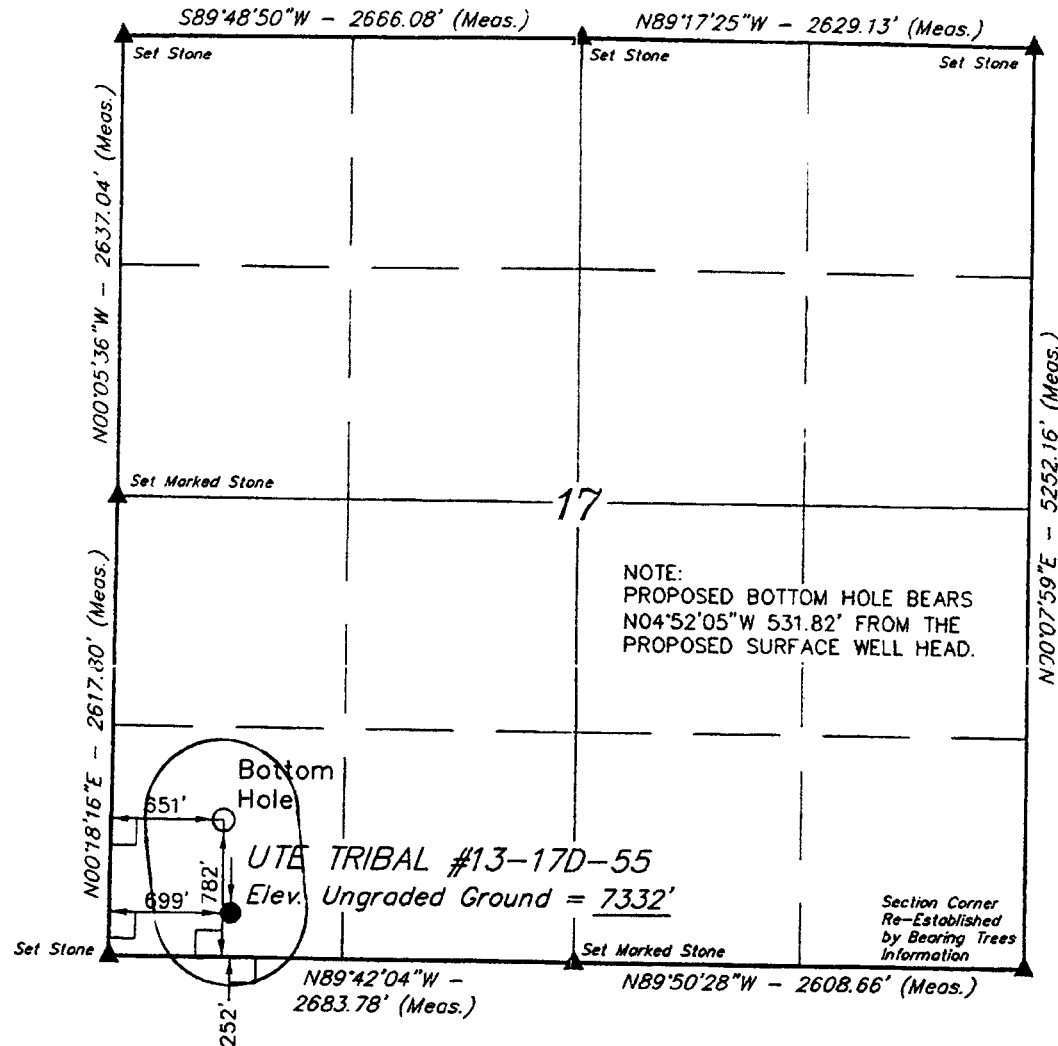 S89°48'50"W - 2666.08' (Meas.)
N89°17'25"W - 2629.13' (Meas.)
Set Stone
Set Stone
Set Stone
N00°05'36"W - 2637.04' (Meas.)
Set Marked Stone
17
N00°07'59"E - 5252.16' (Meas.)
NOTE:
PROPOSED BOTTOM HOLE BEARS
N04°52'05"W 531.82' FROM THE
PROPOSED SURFACE WELL HEAD.
N00°18'16"E - 2617.80' (Meas.)
Bottom
Hole
651'
782'
UTE TRIBAL #13-17D-55
Elev. Ungraded Ground = 7332'
699'
Section Corner
Re-Established
by Bearing Trees
Information
Set Stone
Set Marked Stone
N89°42'04"W -
2683.78' (Meas.)
N89°50'28"W - 2608.66' (Meas.)
252'